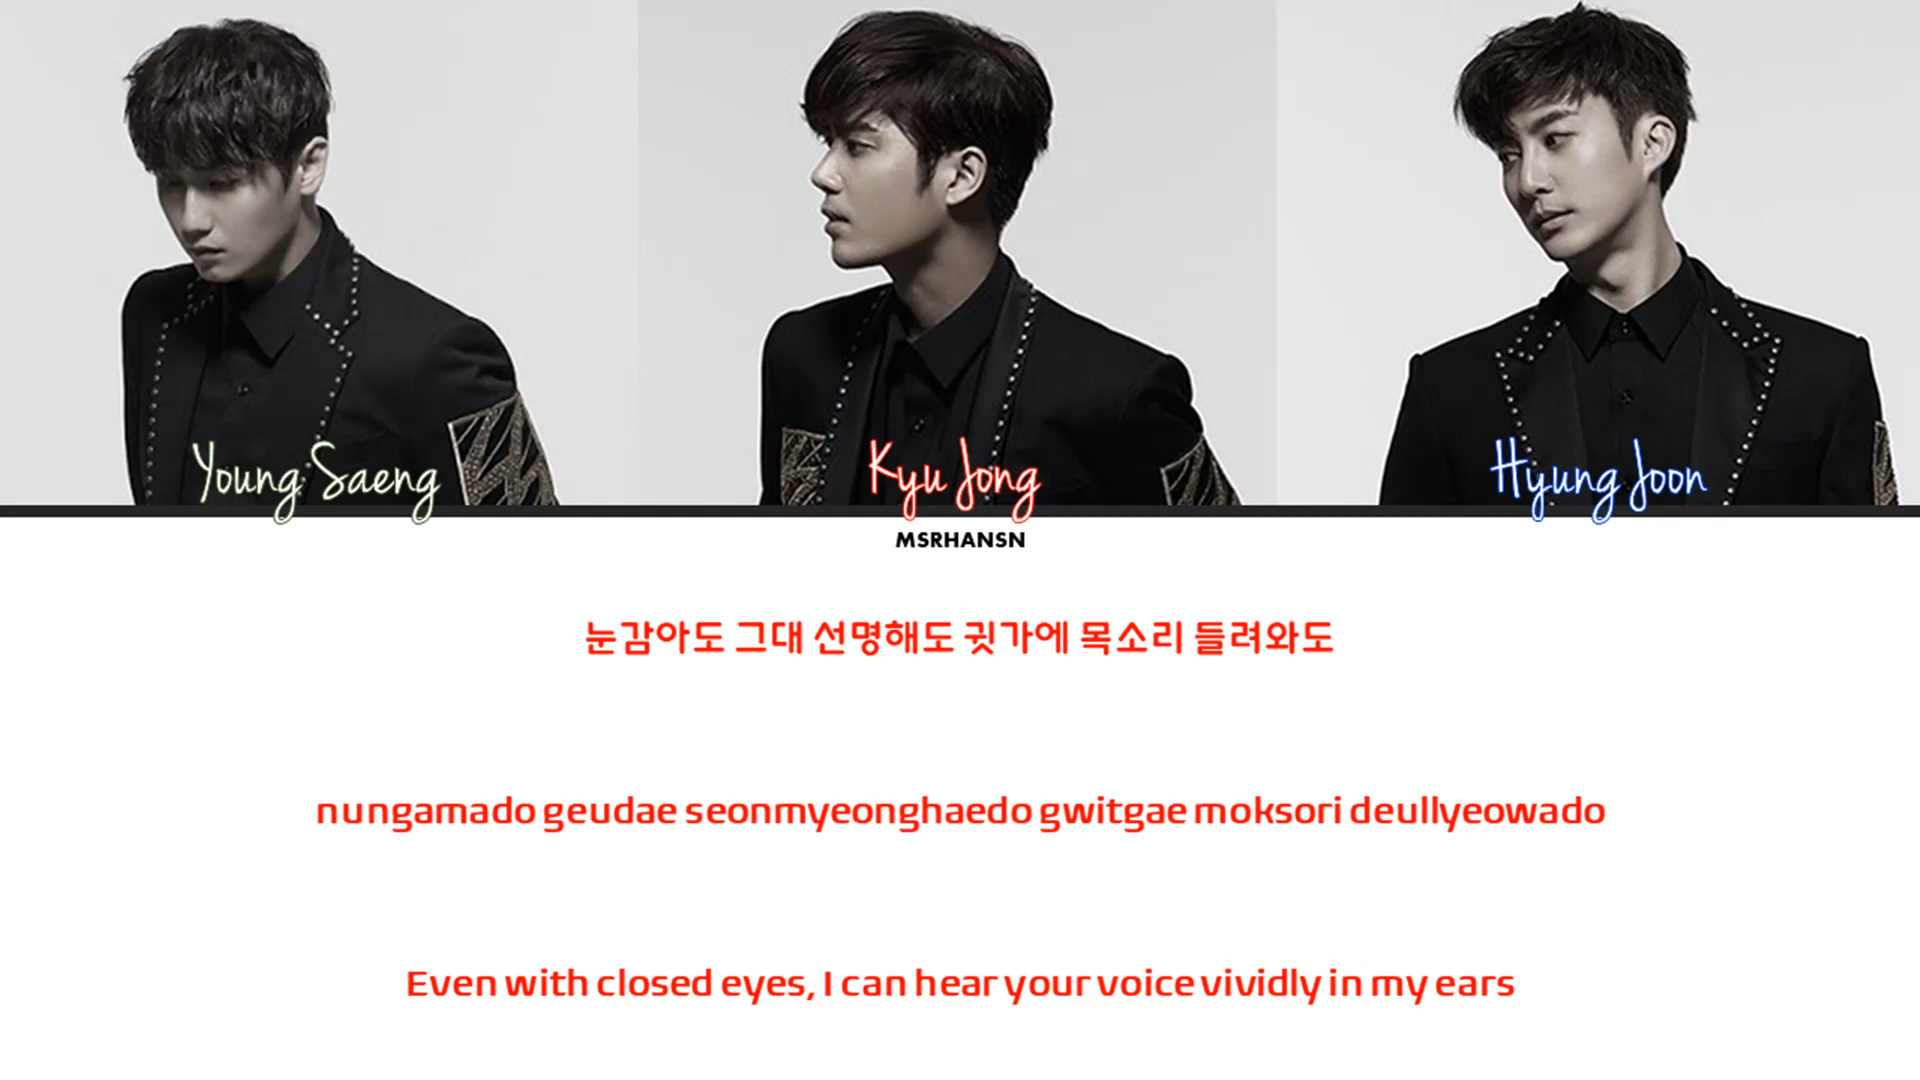 Young Saeng
Kyu Jong
Hyung Joon
MSRHANSN
눈감아도 그대 선명해도 귓가에 목소리 들려와도
nungamado geudae seonmyeonghaedo gwitgae moksori deullyeowado
Even with closed eyes, I can hear your voice vividly in my ears